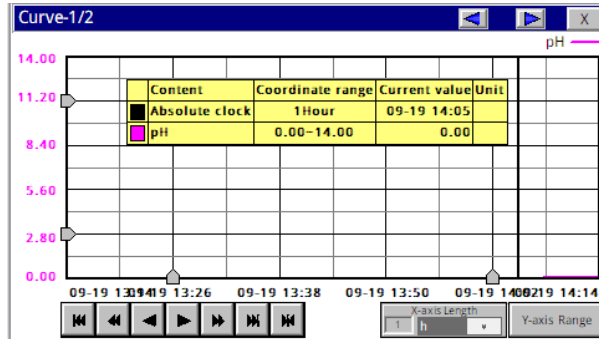 Curve-1/2 X
pH
14.00
Content Coordinate range Current value Unit
11.20
Absolute clock 1Hour 09-19 14:05
pH 0.00~14.00 0.00
8.40
5.60
2.80
0.00
09-19 13:26 09-19 13:38 09-19 13:50 09-19 14:14
X-axis Length
1 h
Y-axis Range